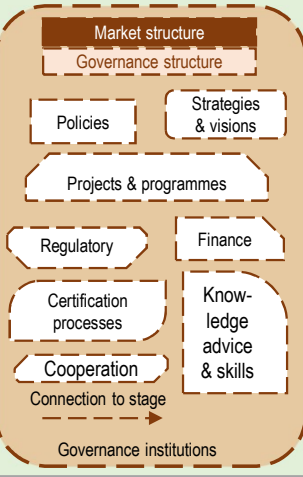 Market structure
Governance structure
Policies
Strategies
& visions
Projects & programmes
Regulatory
Finance
Certification
processes
Know-
ledge
advice
& skills
Cooperation
Connection to stage
Governance institutions